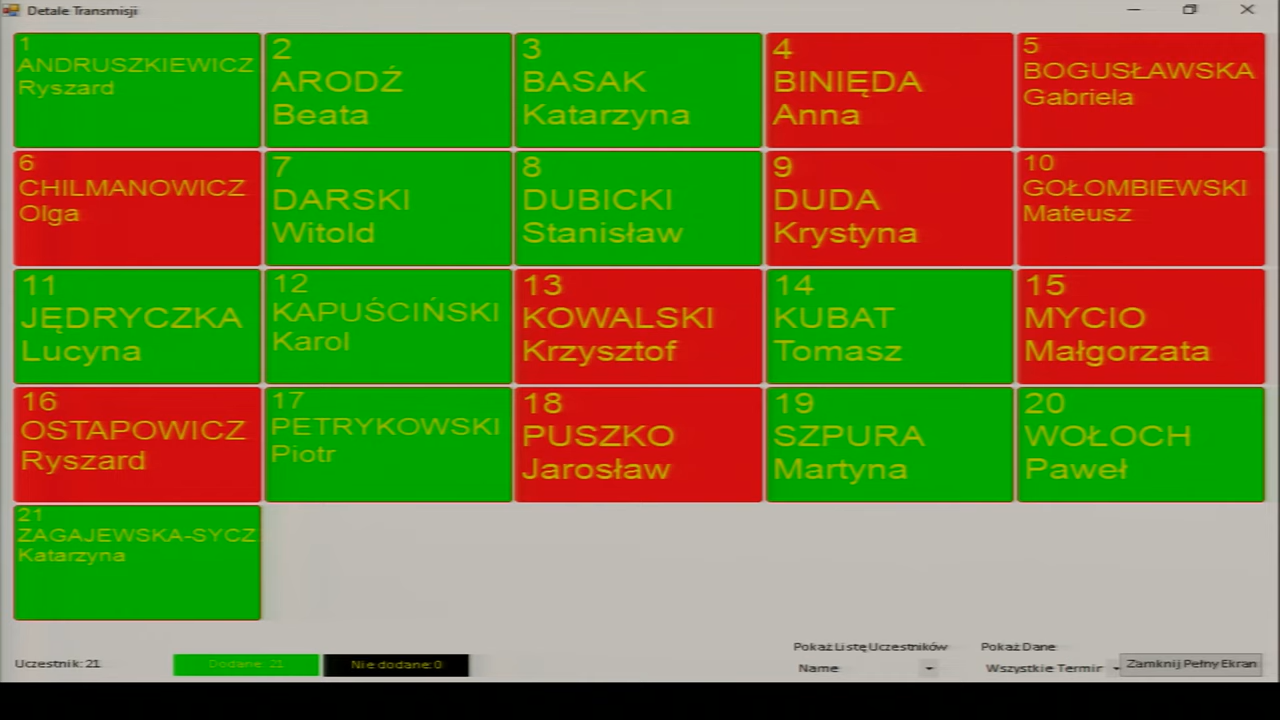 Detale Transmisji
1
ANDRUSZKIEWICZ
Ryszard
2
ARODŹ
Beata
3
BASAK
Katarzyna
4
BINIĘDA
Anna
5
BOGUSŁAWSKA
Gabriela
6
CHILMANOWICZ
Olga
7
DARSKI
Witold
8
DUBICKI
Stanisław
9
DUDA
Krystyna
10
GOŁOMBIEWSKI
Mateusz
11
JĘDRYCZKA
Lucyna
12
KAPUŚCIŃSKI
Karol
13
KOWALSKI
Krzysztof
14
KUBAT
Tomasz
15
MYCIO
Małgorzata
16
OSTAPOWICZ
Ryszard
17
PETRYKOWSKI
Piotr
18
PUSZKO
Jarosław
19
SZPURA
Martyna
20
WOŁOCH
Paweł
21
ZAGAJEWSKA-SYCZ
Katarzyna
Uczestnik: 21
Dodane: 21
Nie dodane: 0
Pokaż Listę Uczestników
Name
Pokaż Dane
Wszystkie Termir
Zamknij Pełny Ekran